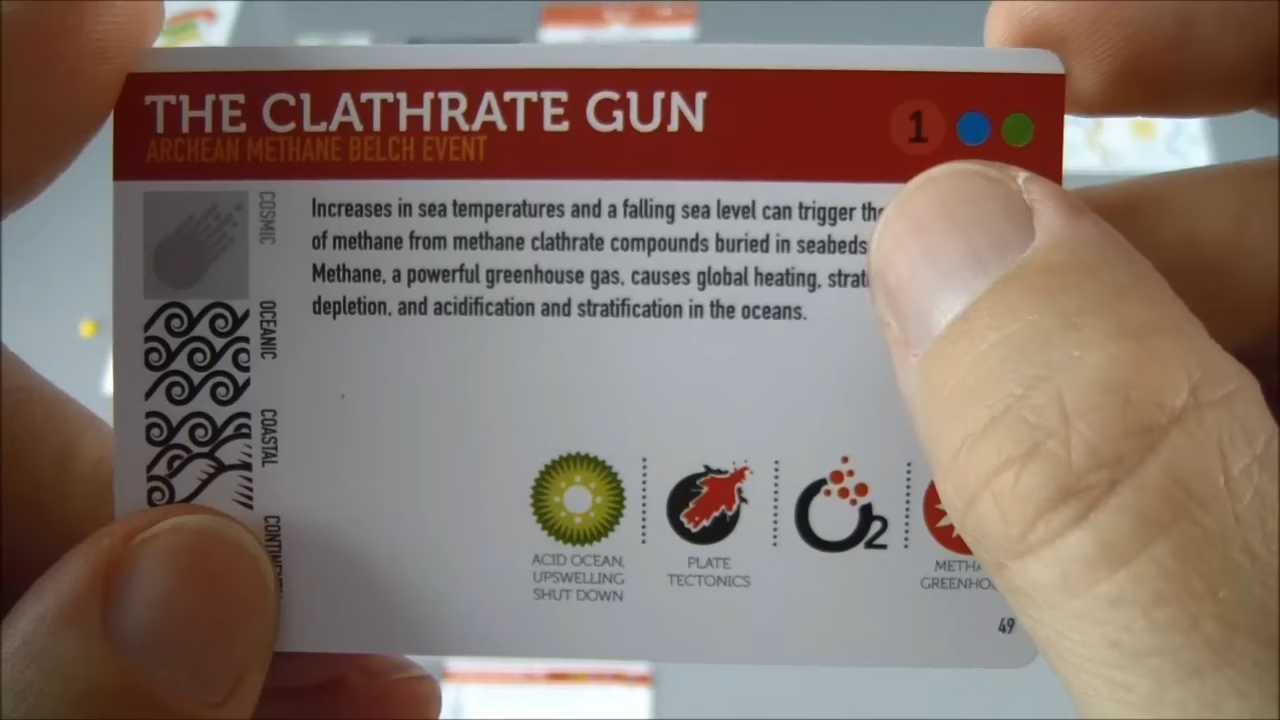 THE CLATHRATE GUN
ARCHEAN METHANE BELCH EVENT
1
COSMIC
OCEANIC
COASTAL
Increases in sea temperatures and a falling sea level can trigger
of methane from methane clathrate compounds buried in seabeds
Methane, a powerful greenhouse gas, causes global heating,
depletion, and acidification and stratification in the oceans.
ACID OCEAN,
UPSWELLING
SHUT DOWN
PLATE
TECTONICS
O2
49